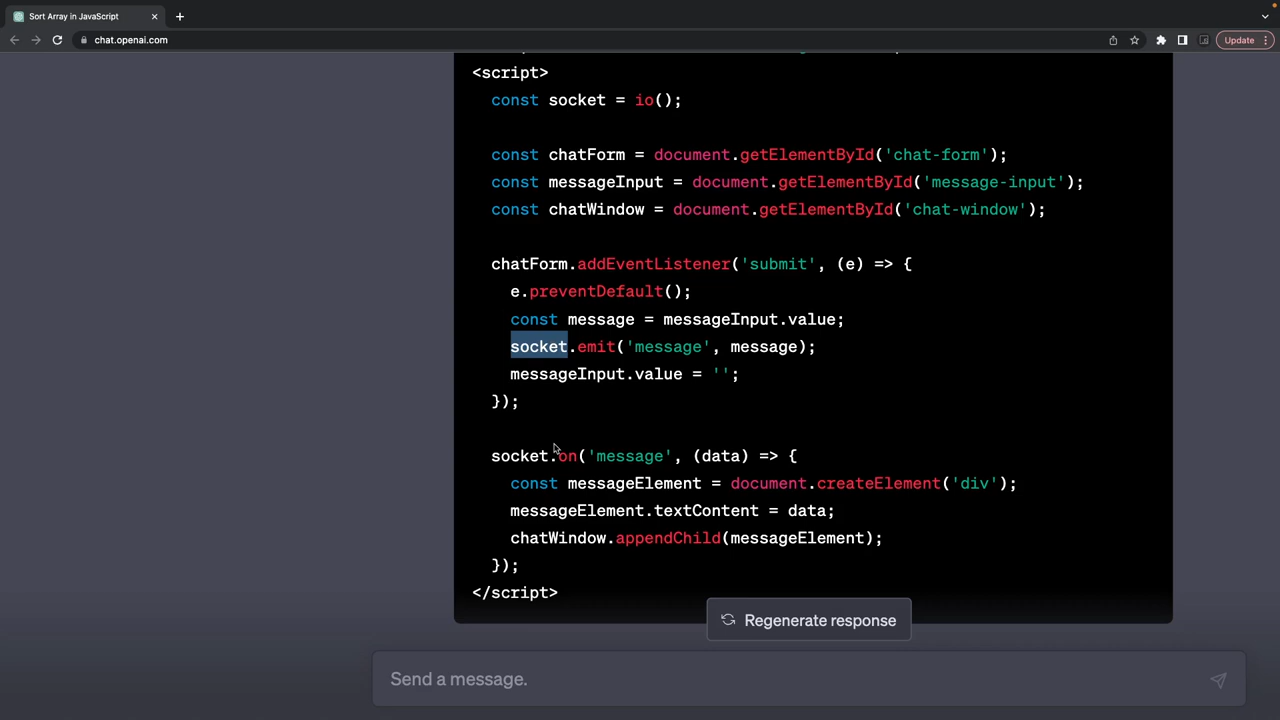 Sort Array in JavaScript
chat.openai.com
Update
<script>
const socket = io();
const chatForm = document.getElementById('chat-form');
const messageInput = document.getElementById('message-input');
const chatWindow = document.getElementById('chat-window');
chatForm.addEventListener('submit', (e) => {
e.preventDefault();
const message = messageInput.value;
socket.emit('message', message);
messageInput.value = '';
});
socket.on('message', (data) => {
const messageElement = document.createElement('div');
messageElement.textContent = data;
chatWindow.appendChild(messageElement);
});
</script>
Regenerate response
Send a message.